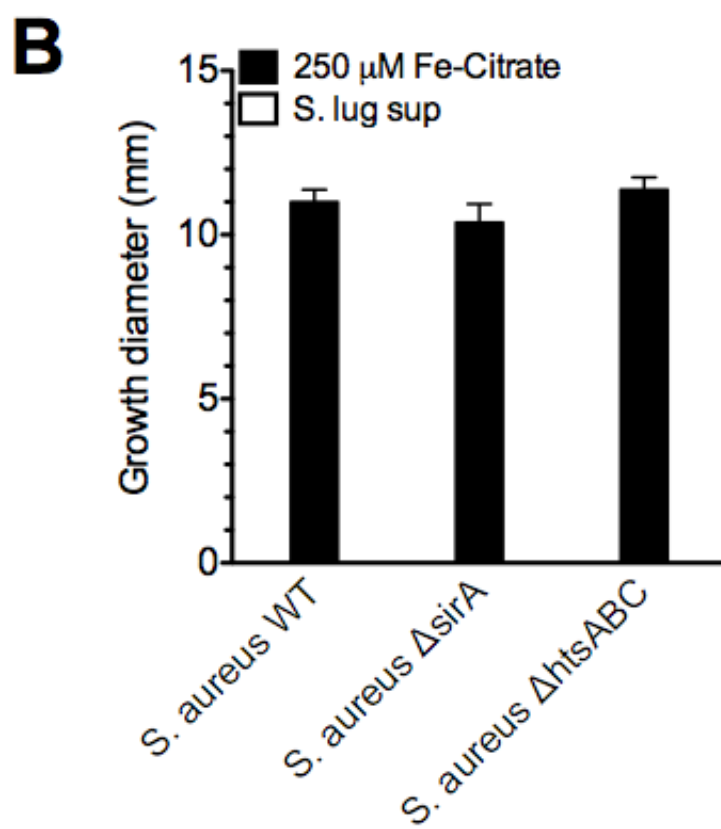 B
250 μM Fe-Citrate
S. lug sup
Growth diameter (mm)
15
10
5
0
S. aureus WT
S. aureus ΔsirA
S. aureus ΔhtsABC